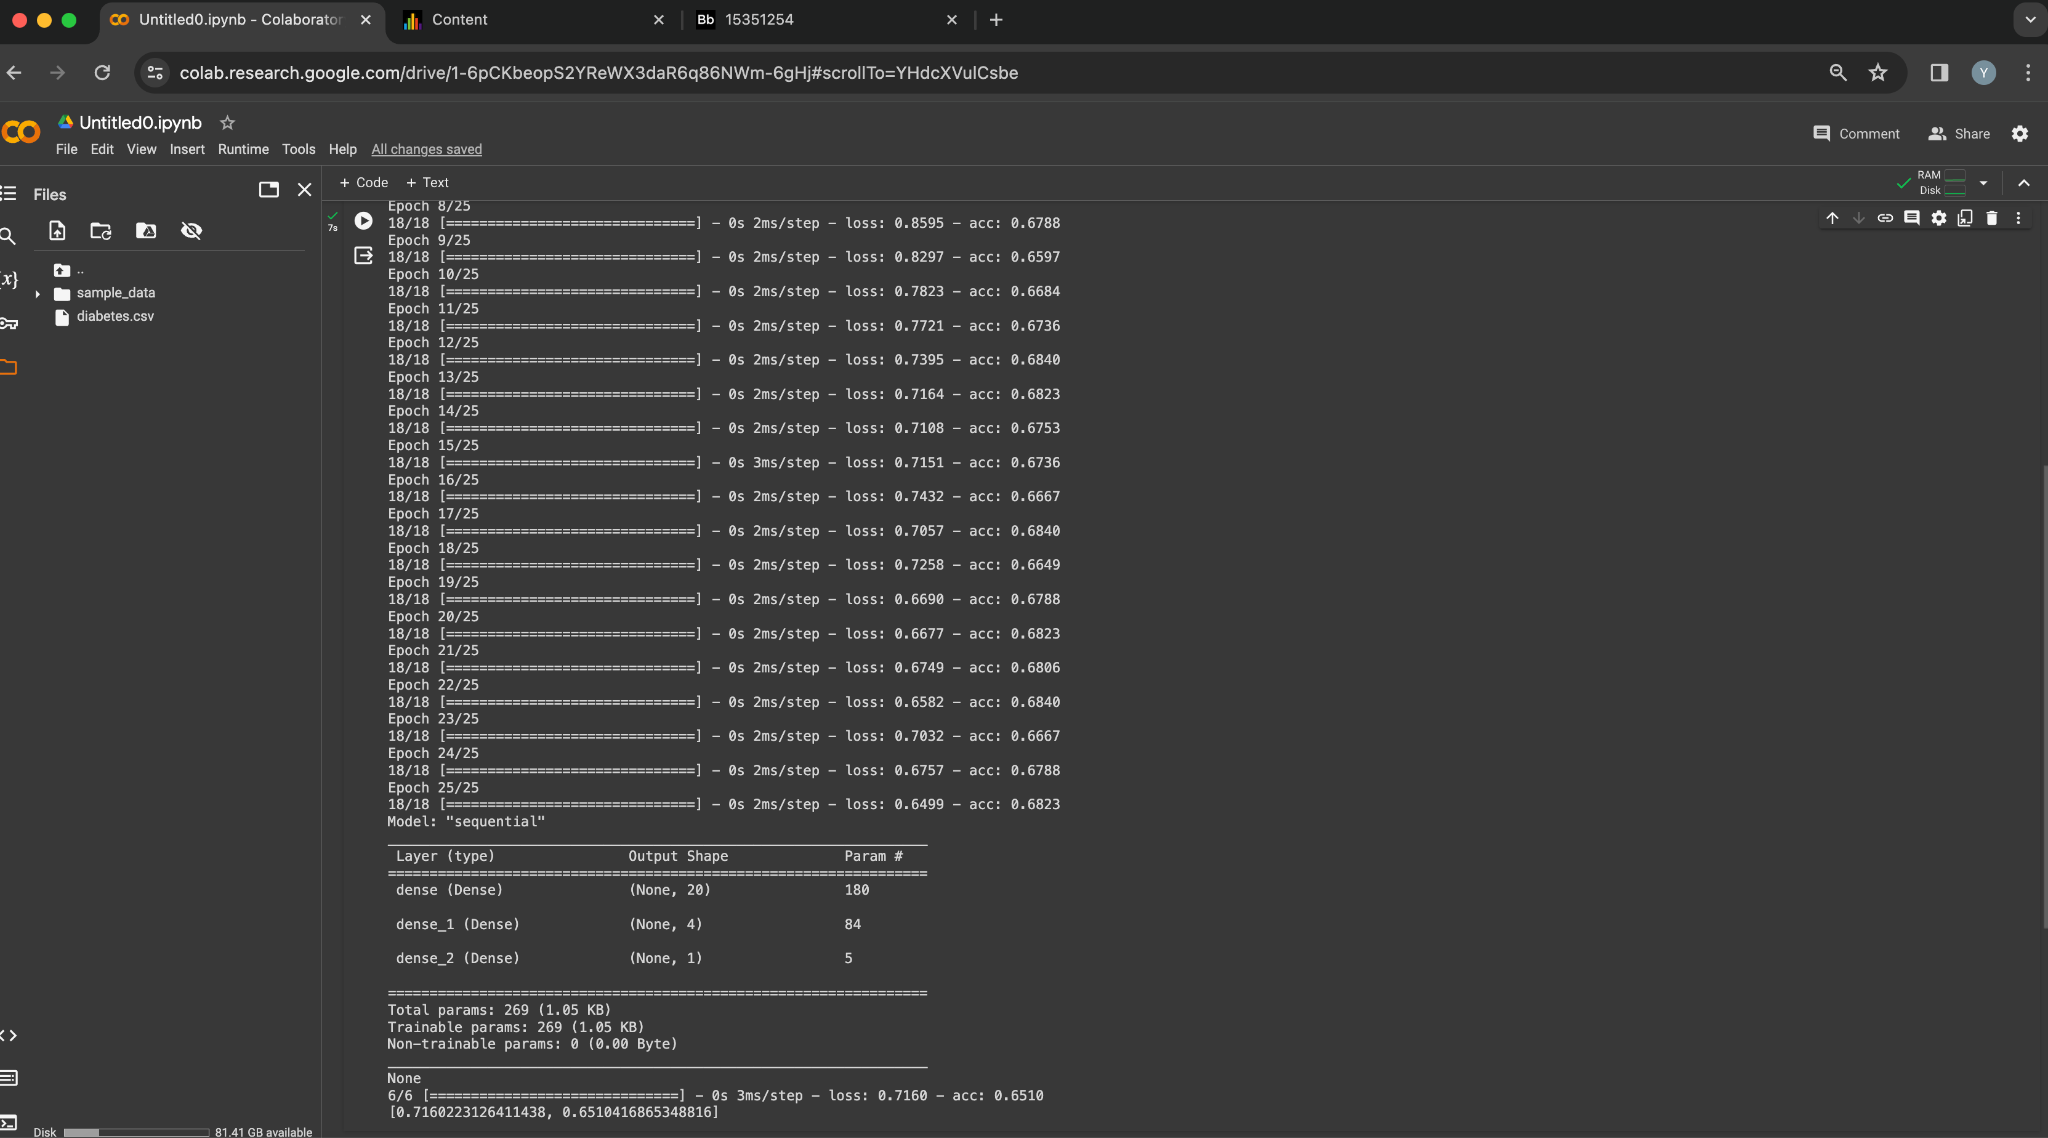 Untitled0.ipynb - Colaborator
Content
Bb 15351254
colab.research.google.com/drive/1-6pCKbeopS2YReWX3daR6q86NWm-6gHj#scrollTo=YHdcXVulCsbe
Y
Untitled0.ipynb
File Edit View Insert Runtime Tools Help All changes saved
Comment Share
Files
+ Code + Text
RAM
Disk
..
sample_data
diabetes.csv
{x}
7s
Epoch 8/25
18/18 [==============================] - 0s 2ms/step - loss: 0.8595 - acc: 0.6788
Epoch 9/25
18/18 [==============================] - 0s 2ms/step - loss: 0.8297 - acc: 0.6597
Epoch 10/25
18/18 [==============================] - 0s 2ms/step - loss: 0.7823 - acc: 0.6684
Epoch 11/25
18/18 [==============================] - 0s 2ms/step - loss: 0.7721 - acc: 0.6736
Epoch 12/25
18/18 [==============================] - 0s 2ms/step - loss: 0.7395 - acc: 0.6840
Epoch 13/25
18/18 [==============================] - 0s 2ms/step - loss: 0.7164 - acc: 0.6823
Epoch 14/25
18/18 [==============================] - 0s 2ms/step - loss: 0.7108 - acc: 0.6753
Epoch 15/25
18/18 [==============================] - 0s 3ms/step - loss: 0.7151 - acc: 0.6736
Epoch 16/25
18/18 [==============================] - 0s 2ms/step - loss: 0.7432 - acc: 0.6667
Epoch 17/25
18/18 [==============================] - 0s 2ms/step - loss: 0.7057 - acc: 0.6840
Epoch 18/25
18/18 [==============================] - 0s 2ms/step - loss: 0.7258 - acc: 0.6649
Epoch 19/25
18/18 [==============================] - 0s 2ms/step - loss: 0.6690 - acc: 0.6788
Epoch 20/25
18/18 [==============================] - 0s 2ms/step - loss: 0.6677 - acc: 0.6823
Epoch 21/25
18/18 [==============================] - 0s 2ms/step - loss: 0.6749 - acc: 0.6806
Epoch 22/25
18/18 [==============================] - 0s 2ms/step - loss: 0.6582 - acc: 0.6840
Epoch 23/25
18/18 [==============================] - 0s 2ms/step - loss: 0.7032 - acc: 0.6667
Epoch 24/25
18/18 [==============================] - 0s 2ms/step - loss: 0.6757 - acc: 0.6788
Epoch 25/25
18/18 [==============================] - 0s 2ms/step - loss: 0.6499 - acc: 0.6823
Model: "sequential"
_________________________________________________________________
Layer (type) Output Shape Param #
=================================================================
dense (Dense) (None, 20) 180
dense_1 (Dense) (None, 4) 84
dense_2 (Dense) (None, 1) 5
=================================================================
Total params: 269 (1.05 KB)
Trainable params: 269 (1.05 KB)
Non-trainable params: 0 (0.00 Byte)
_________________________________________________________________
None
6/6 [==============================] - 0s 3ms/step - loss: 0.7160 - acc: 0.6510
[0.7160223126411438, 0.6510416865348816]
Disk 81.41 GB available